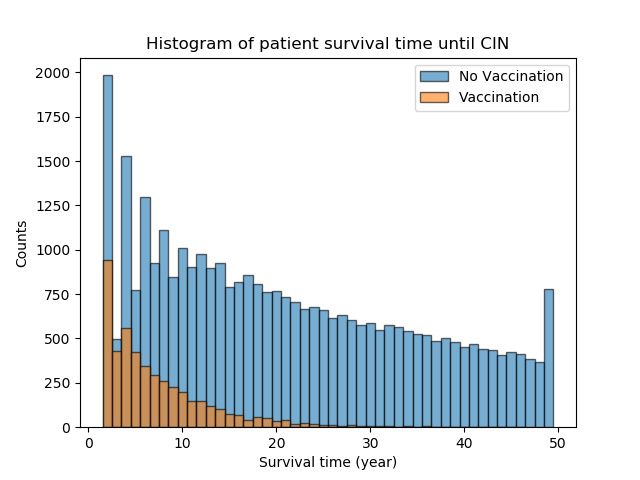 Histogram of patient survival time until CIN
No Vaccination
Vaccination
2000
1750
1500
1250
1000
750
500
250
0
Counts
0 10 20 30 40 50
Survival time (year)